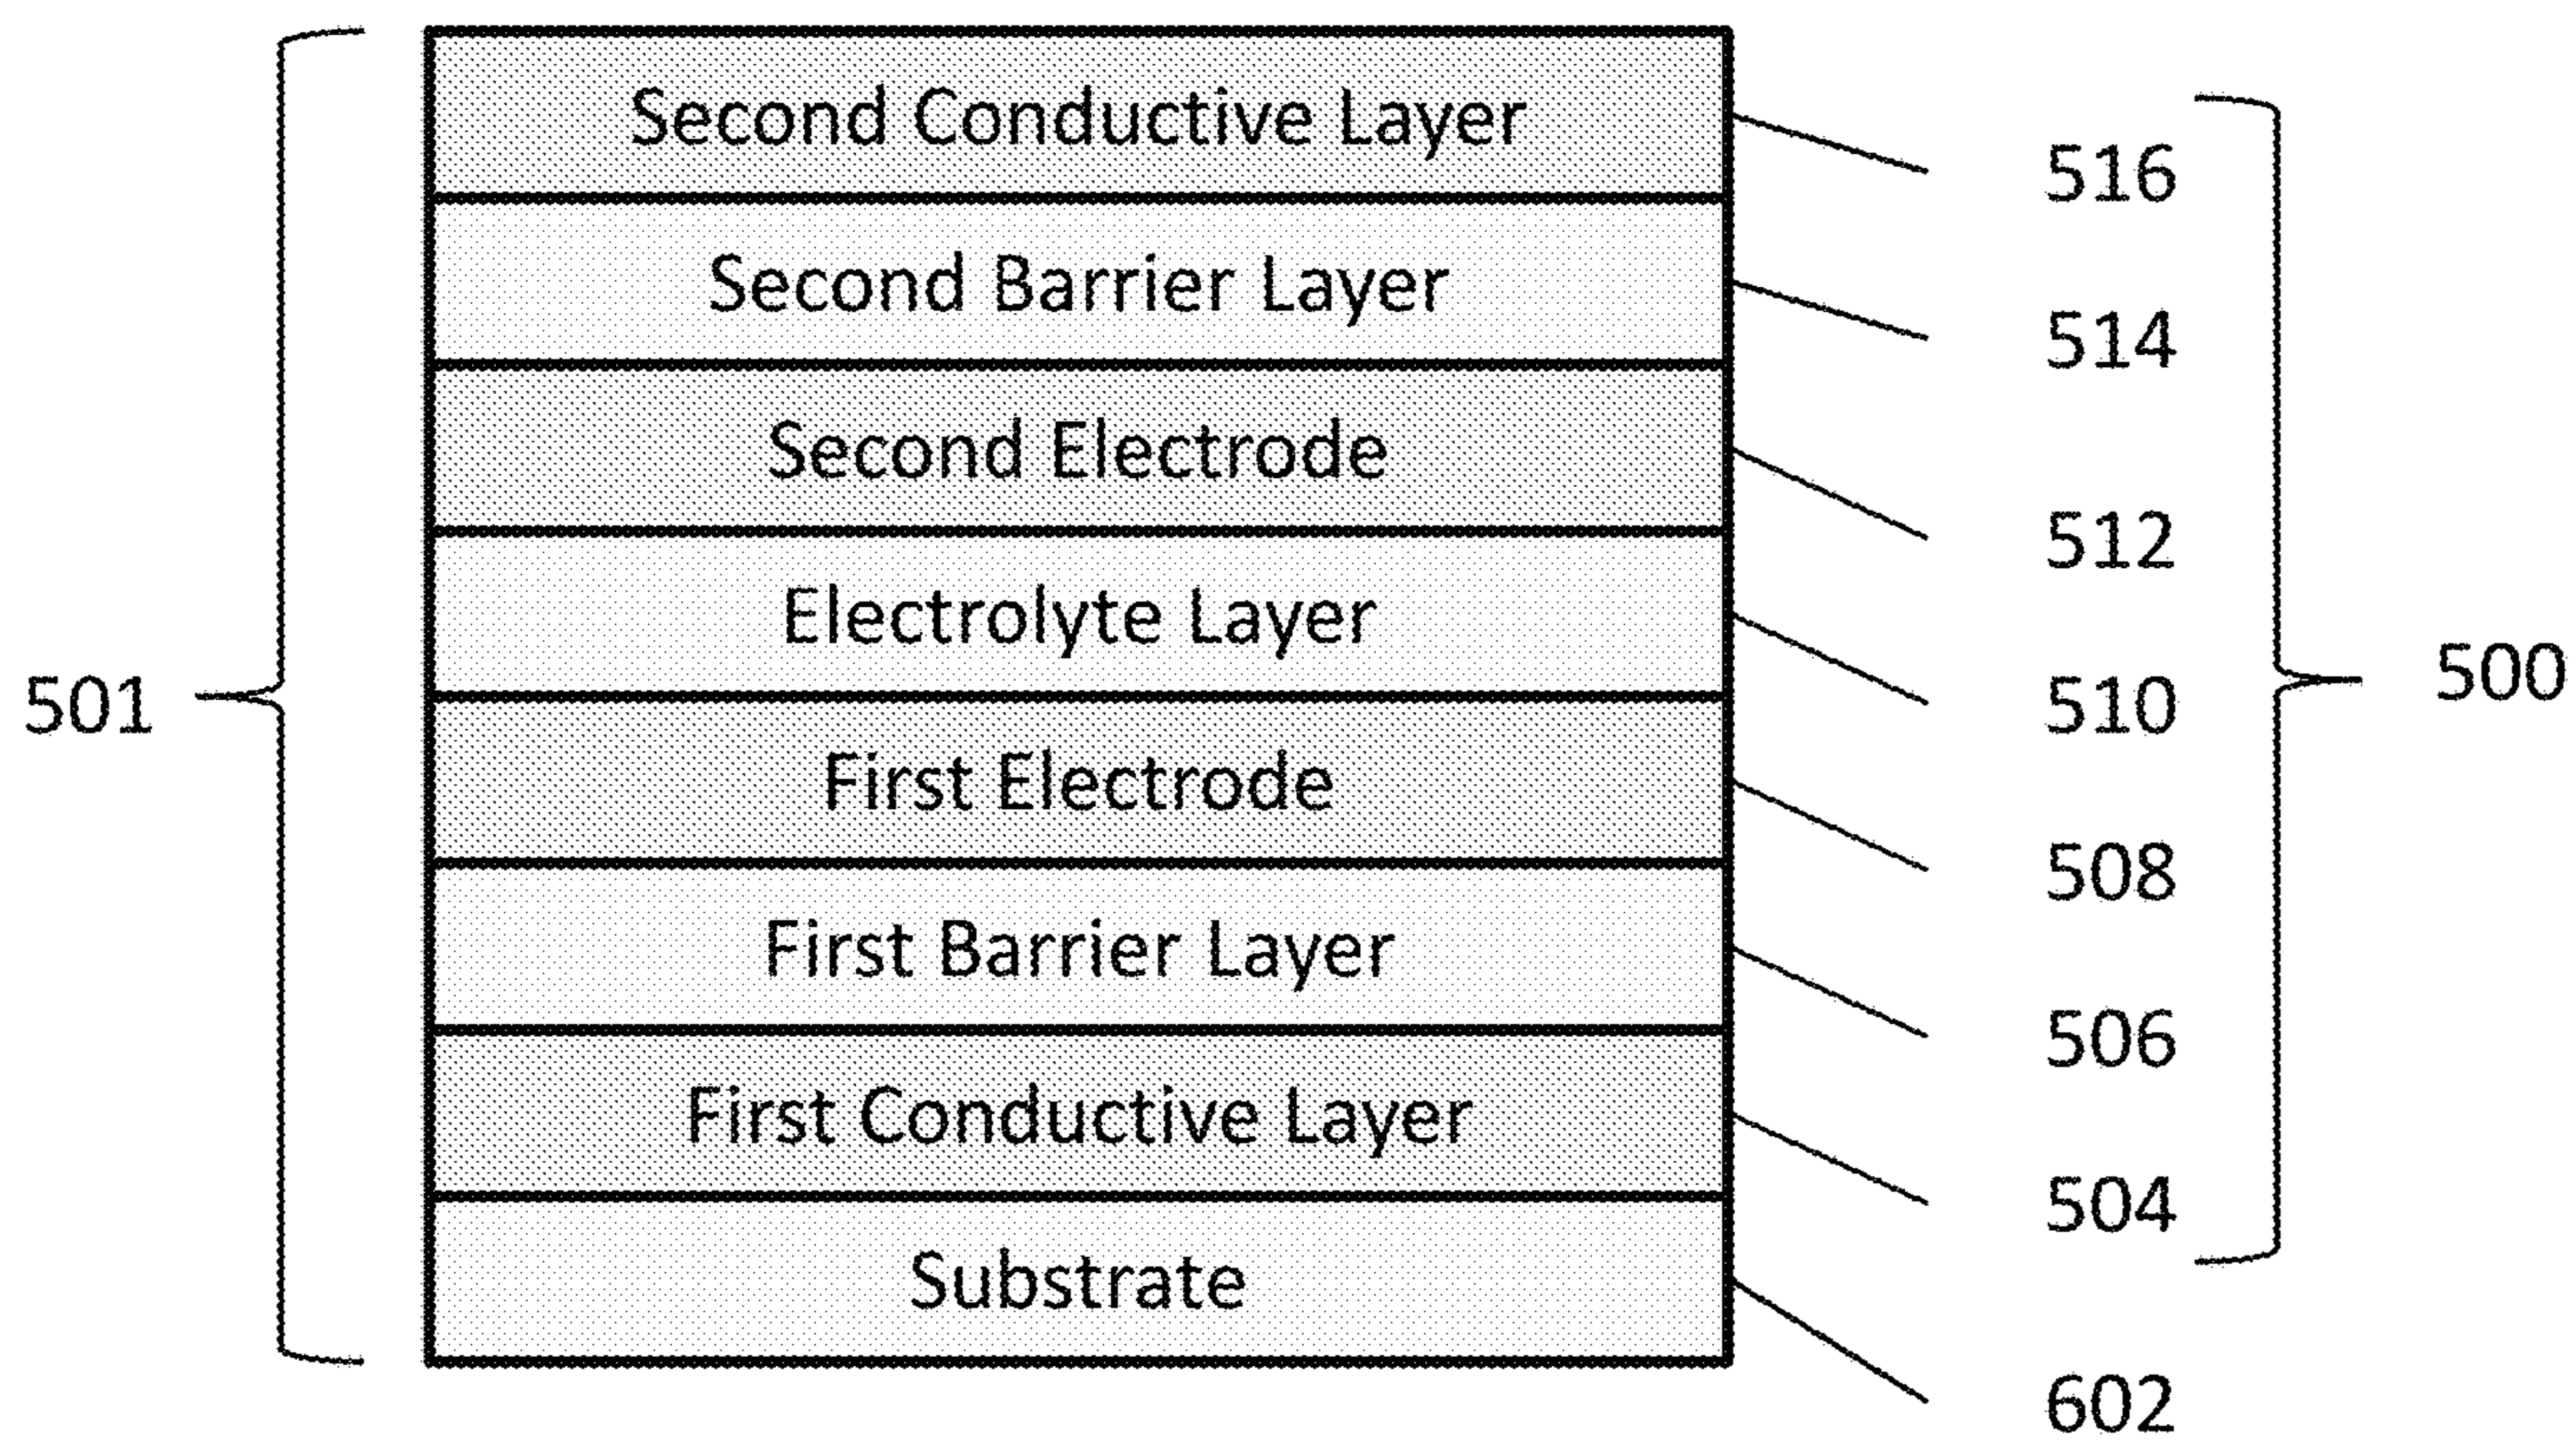 Second Conductive Layer
516
Second Barrier Layer
514
Second Electrode
512
Electrolyte Layer
510
501
500
First Electrode
508
First Barrier Layer
506
First Conductive Layer
504
Substrate
602